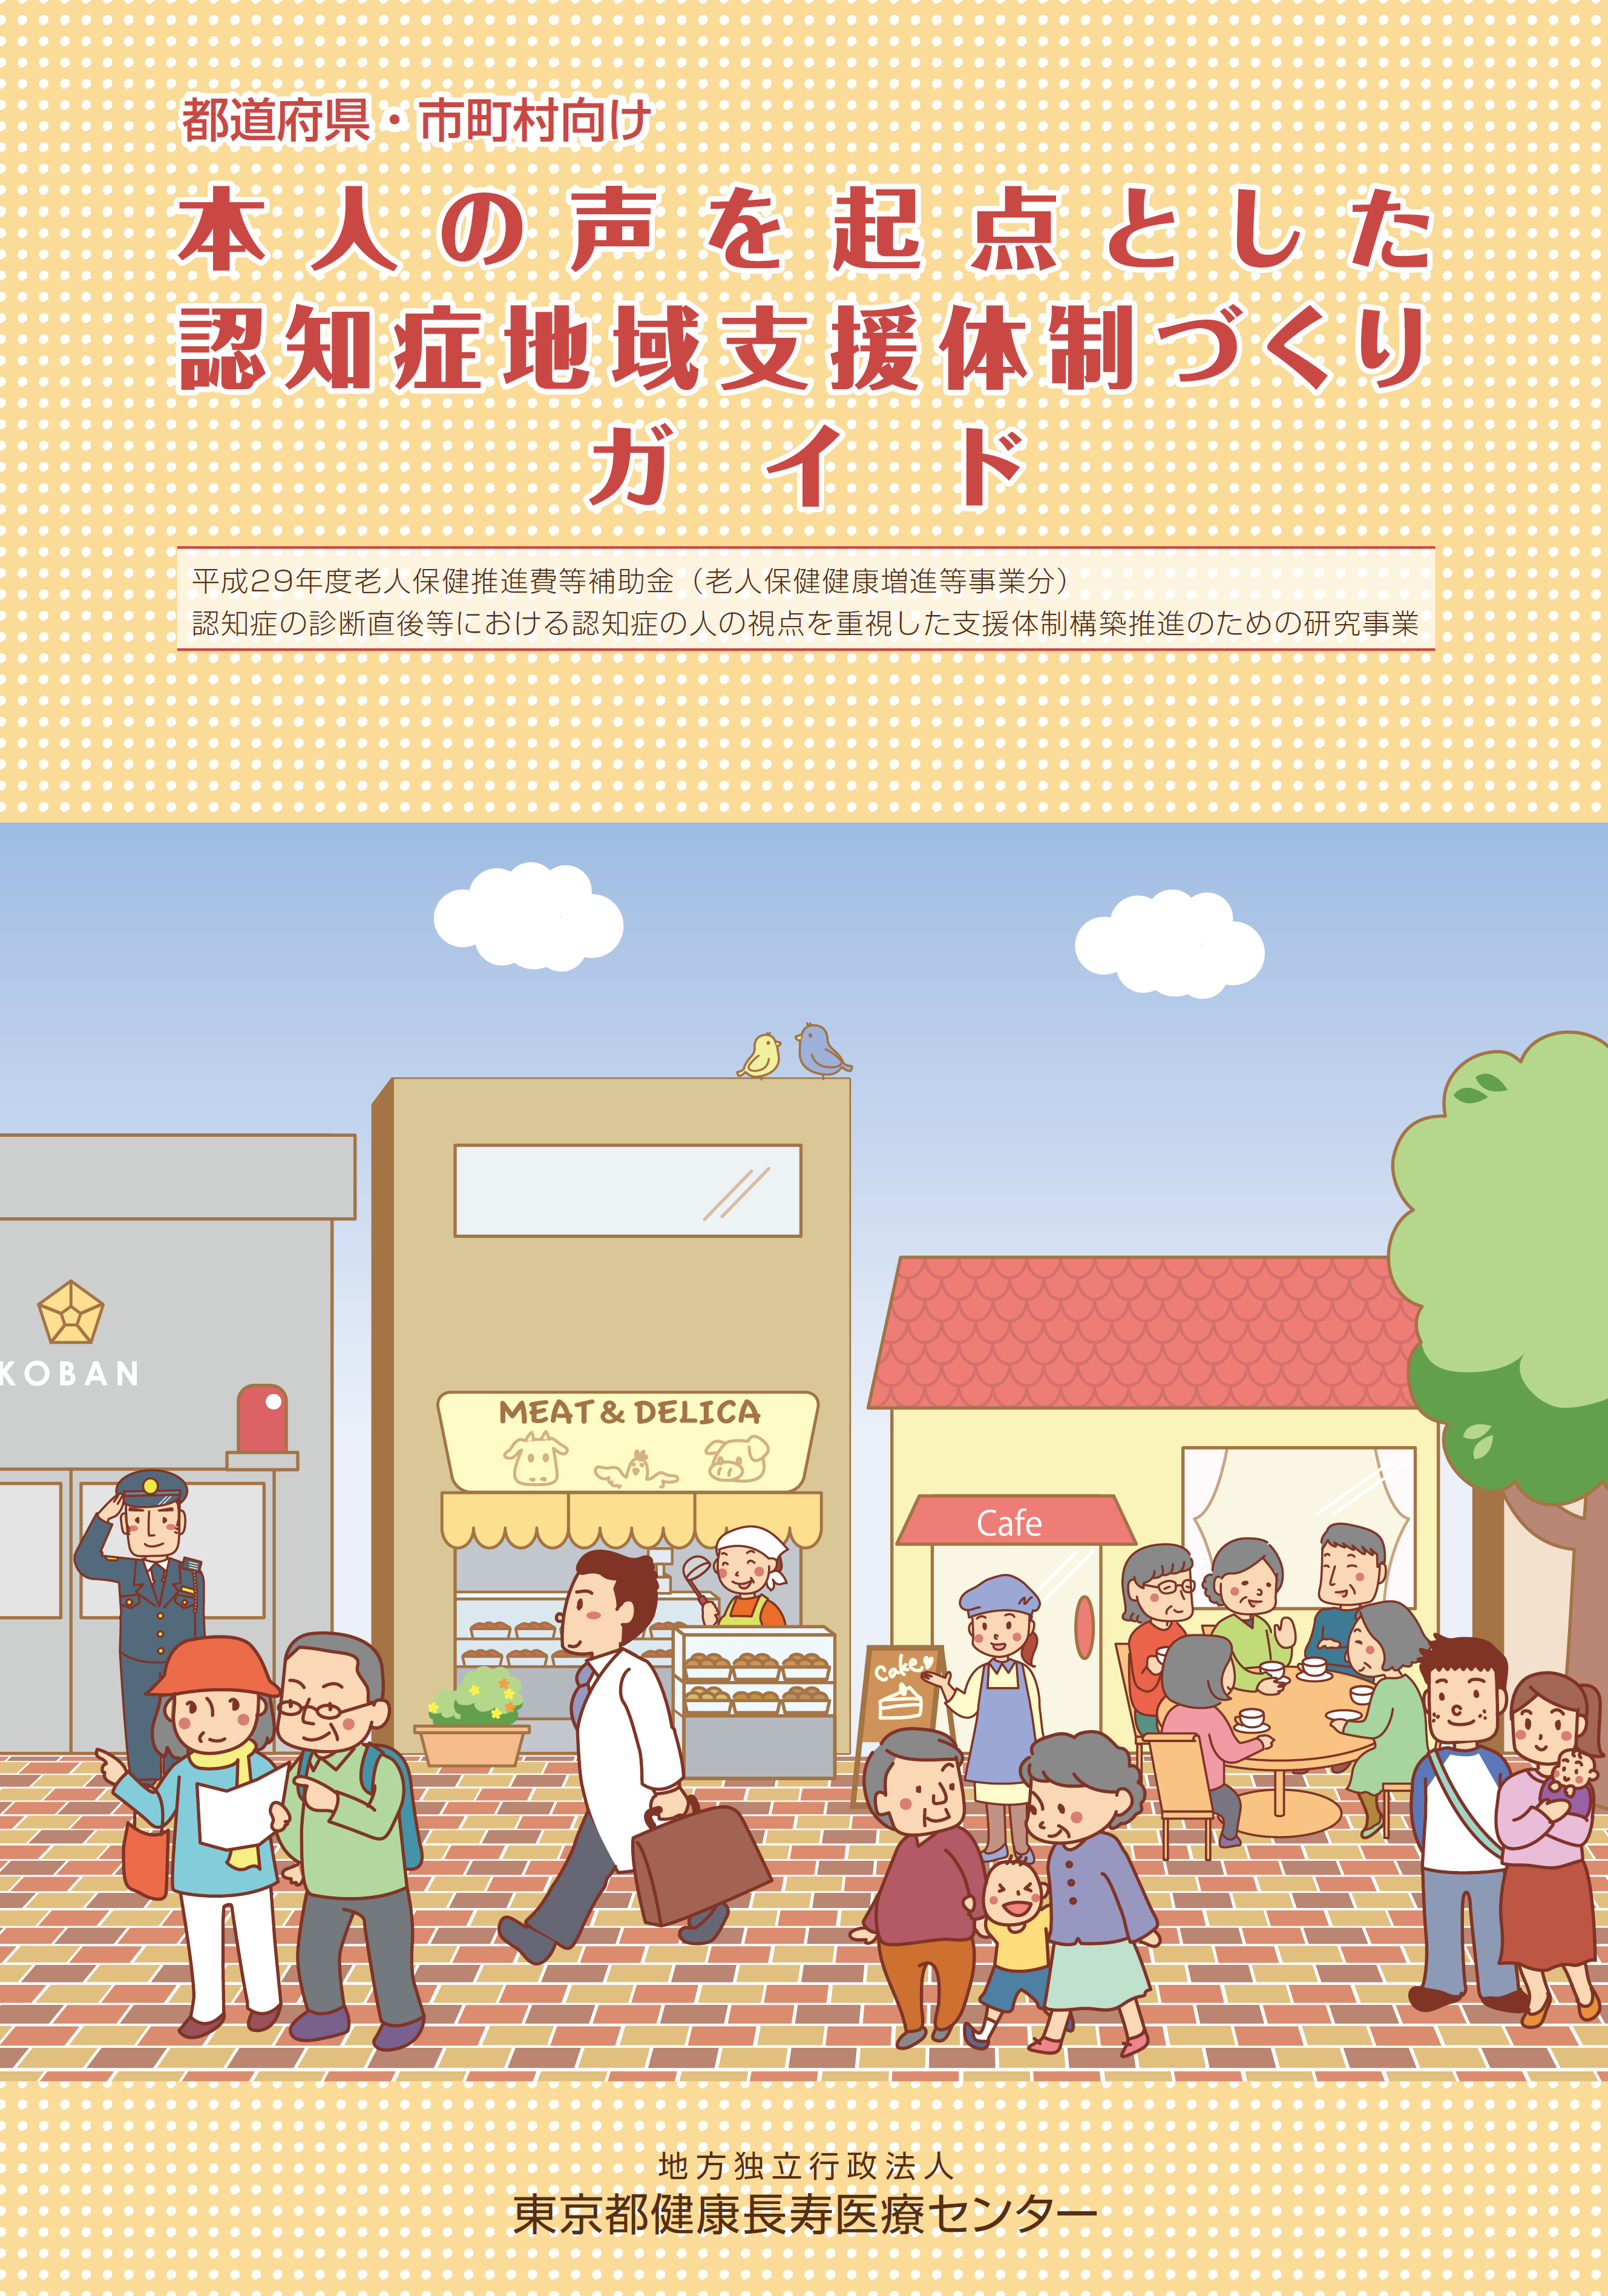 都道府県・市町村向け
本人の声を起点とした
認知症地域支援体制づくり
ガイド
平成29年度老人保健推進費等補助金（老人保健健康増進等事業分）
認知症の診断直後等における認知症の人の視点を重視した支援体制構築推進のための研究事業
KOBAN
MEAT & DELICA
Cafe
Cake
地方独立行政法人
東京都健康長寿医療センター